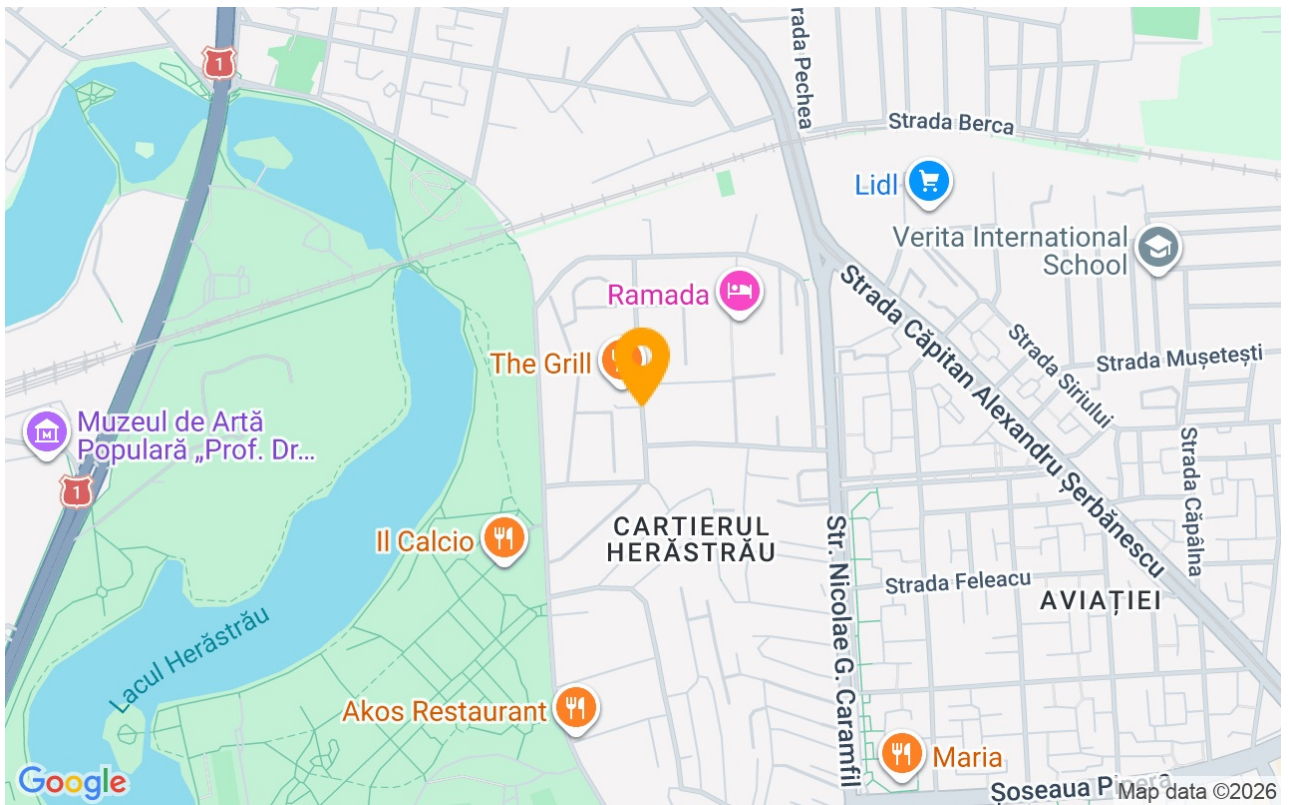 1
Strada Pechea
Strada Berca
Lidl
Verita International
School
Ramada
Strada Căpitan Alexandru Șerbănescu
The Grill
Strada Siriului
Strada Mușetești
Muzeul de Artă
Populară „Prof. Dr...
1
Strada Căpâlna
Il Calcio
CARTIERUL
HERĂSTRĂU
Str. Nicolae G. Caramfil
Strada Feleacu
AVIAȚIEI
Lacul Herăstrău
Akos Restaurant
Maria
Google
Șoseaua Pipera
Map data ©2026